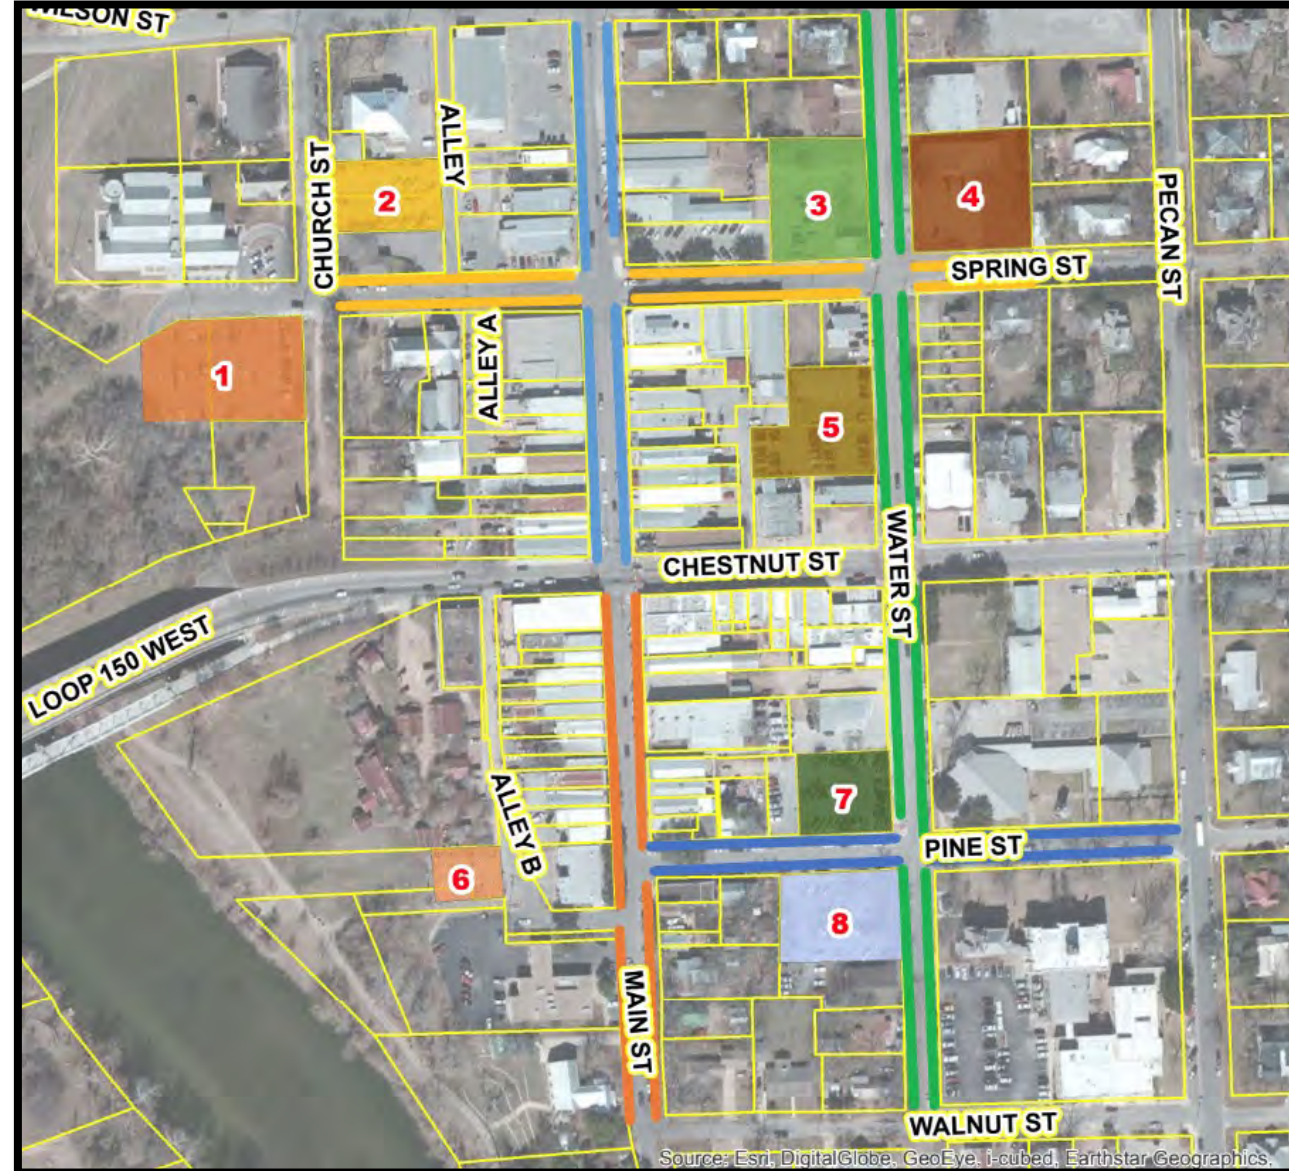 WILSON ST
ALLEY
CHURCH ST
2
3
4
PECAN ST
SPRING ST
1
ALLEY A
5
WATER ST
CHESTNUT ST
LOOP 150 WEST
7
ALLEY B
PINE ST
6
8
MAIN ST
WALNUT ST
Source: Esri, DigitalGlobe, GeoEye, i-cubed, Earthstar Geographics,